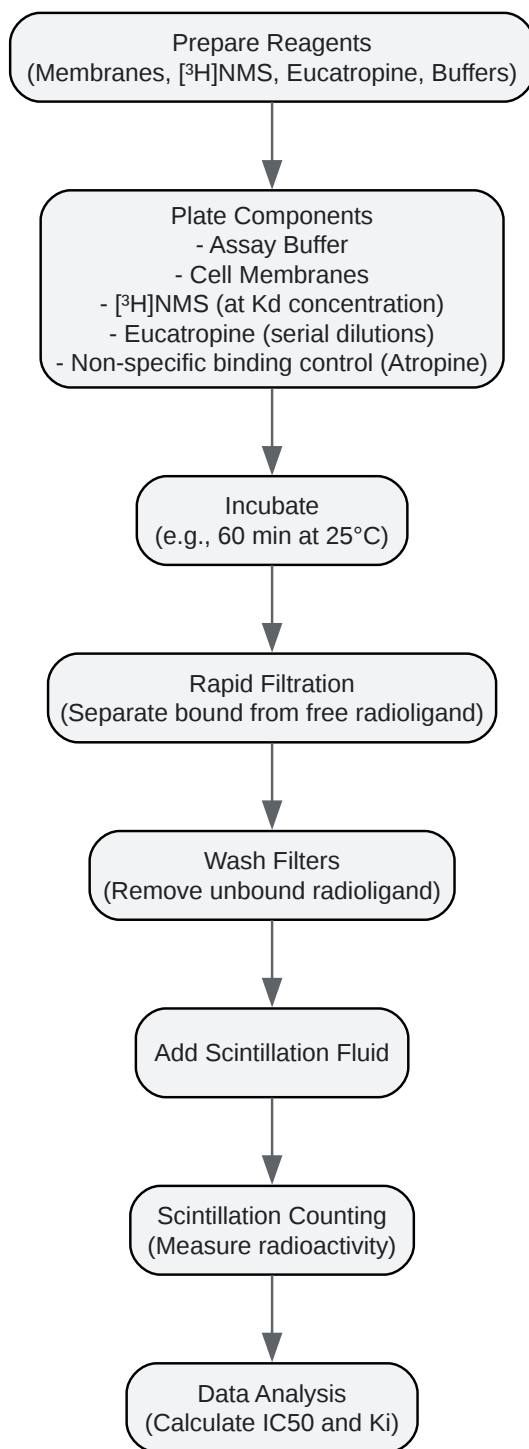 Prepare Reagents
(Membranes, [³H]NMS, Eucatropine, Buffers)
Plate Components
- Assay Buffer
- Cell Membranes
- [³H]NMS (at Kd concentration)
- Eucatropine (serial dilutions)
- Non-specific binding control (Atropine)
Incubate
(e.g., 60 min at 25°C)
Rapid Filtration
(Separate bound from free radioligand)
Wash Filters
(Remove unbound radioligand)
Add Scintillation Fluid
Scintillation Counting
(Measure radioactivity)
Data Analysis
(Calculate IC50 and Ki)